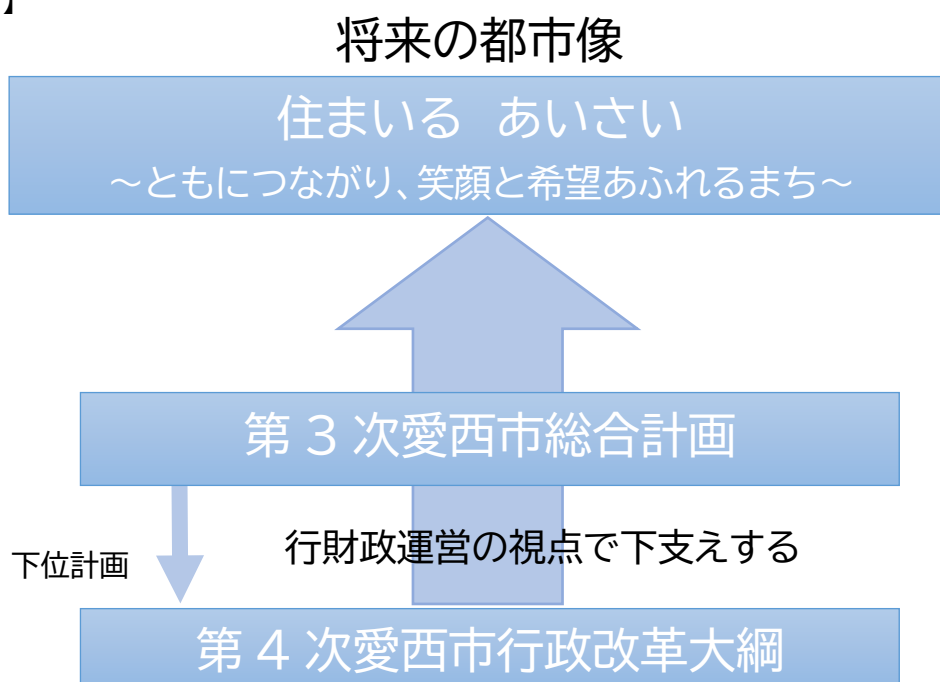 】
将来の都市像
住まいる あいさい
～ともにつながり、笑顔と希望あふれるまち～
第３次愛西市総合計画
行財政運営の視点で下支えする
下位計画
第４次愛西市行政改革大綱